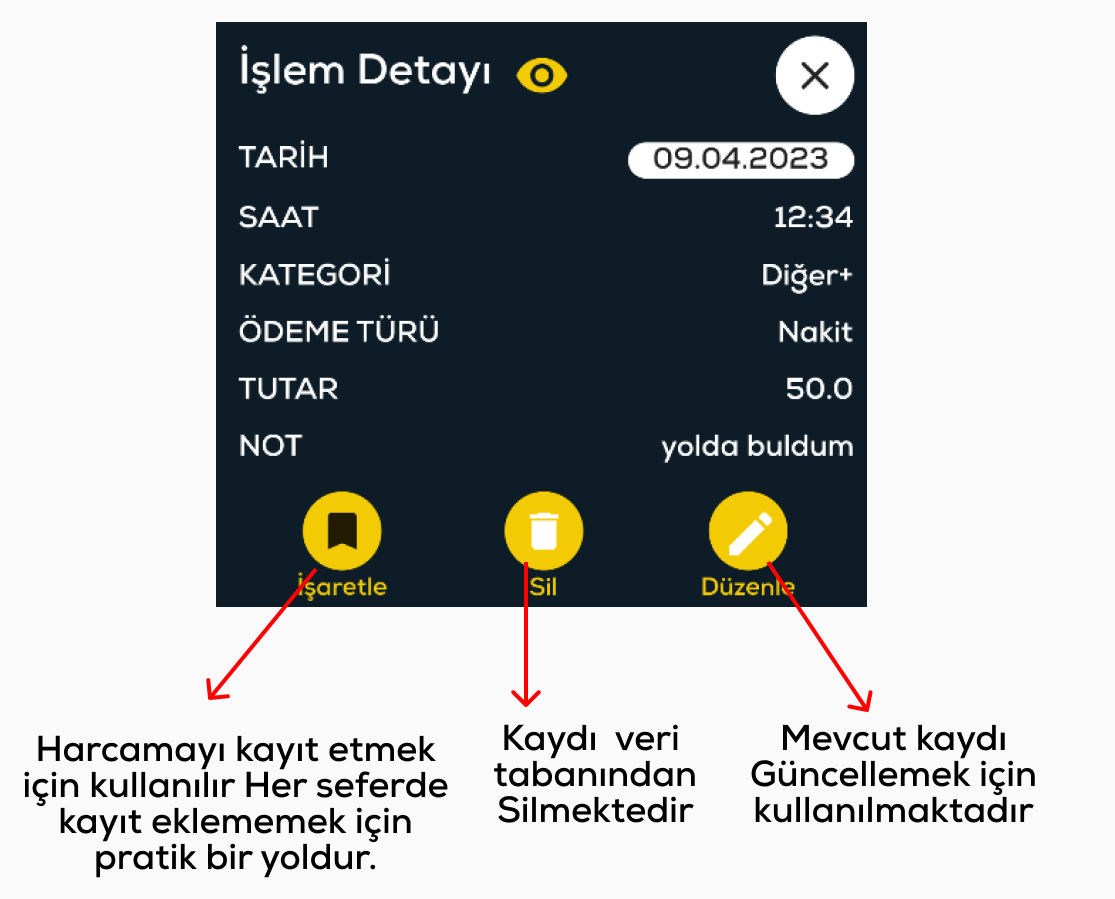 İşlem Detayı
TARİH 09.04.2023
SAAT 12:34
KATEGORİ Diğer+
ÖDEME TÜRÜ Nakit
TUTAR 50.0
NOT yolda buldum
İşaretle Sil Düzenle
Harcamayı kayıt etmek
için kullanılır Her seferde
kayıt eklememek için
pratik bir yoldur.
Kaydı veri
tabanından
Silmektedir
Mevcut kaydı
Güncellemek için
kullanılmaktadır